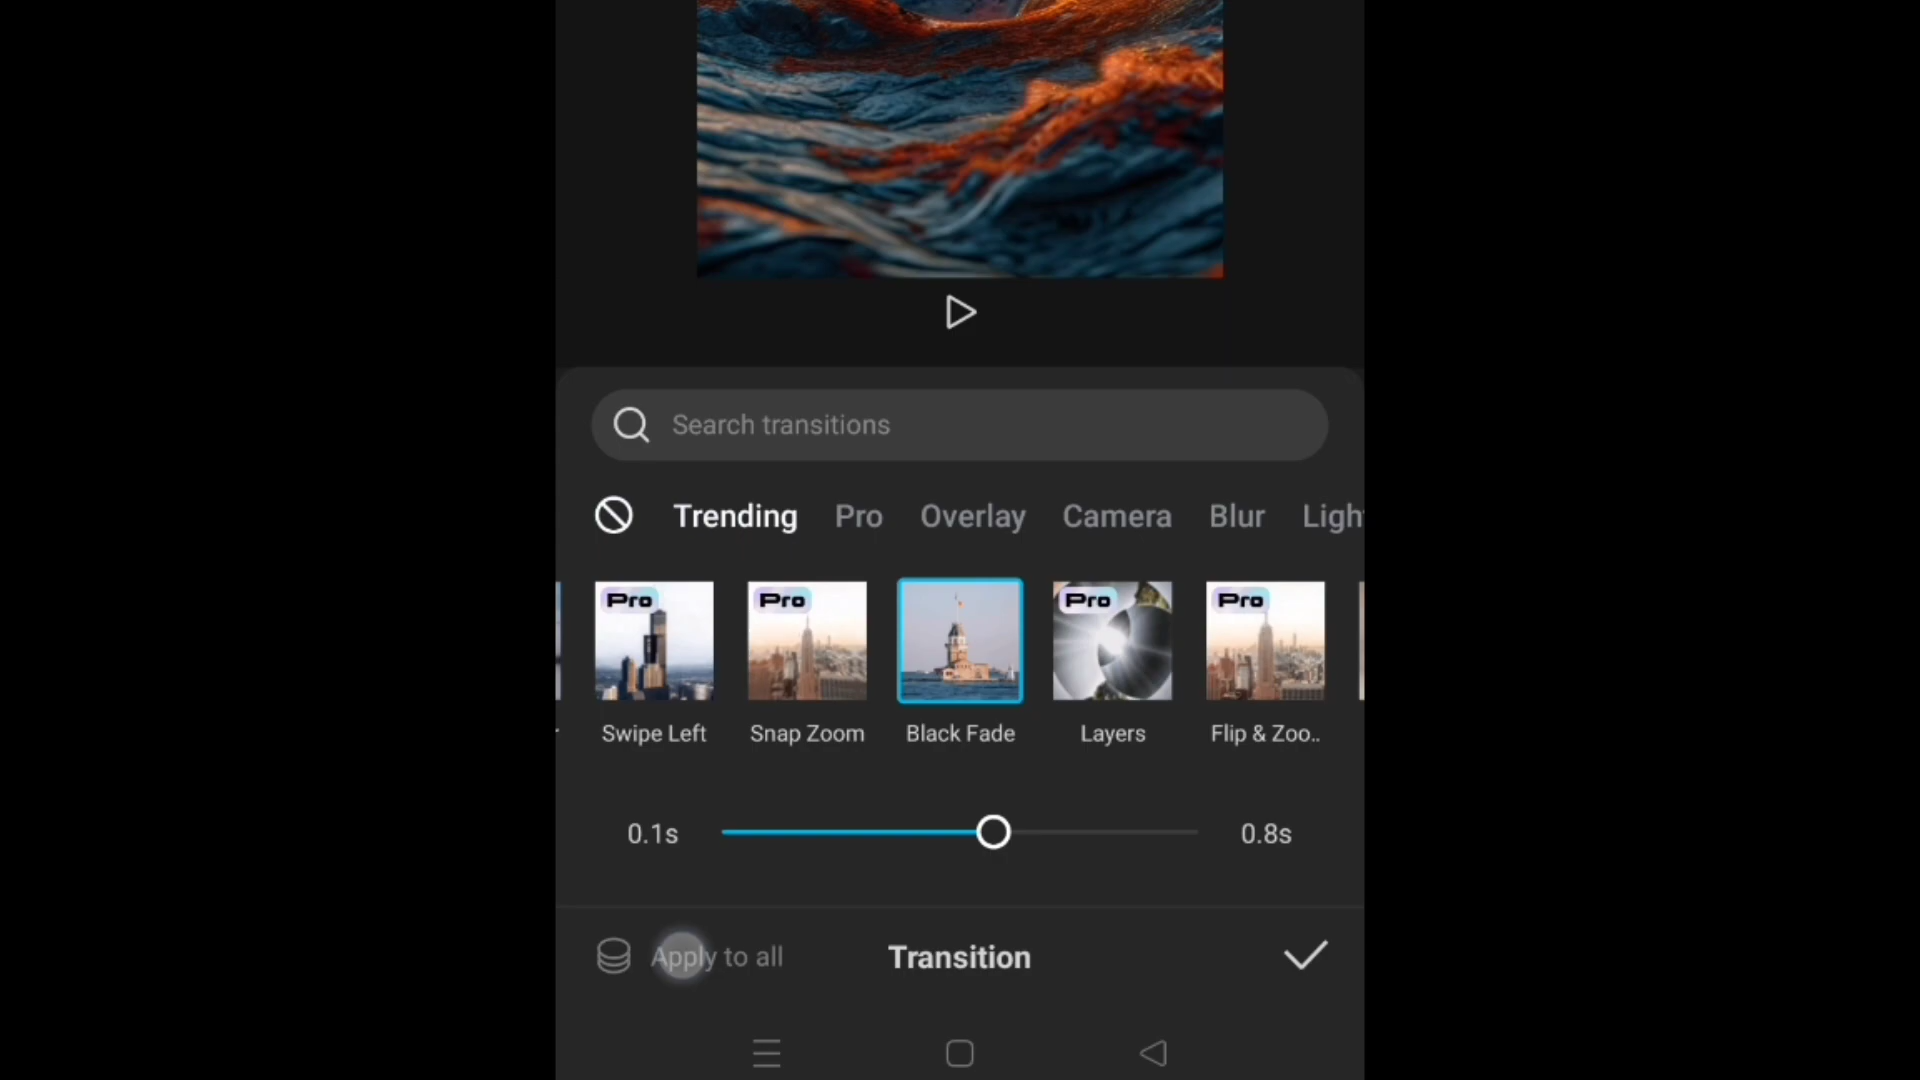 Search transitions
Trending Pro Overlay Camera Blur Ligh
Pro Pro Pro Pro
Swipe Left Snap Zoom Black Fade Layers Flip & Zoo..
0.1s 0.8s
Apply to all Transition